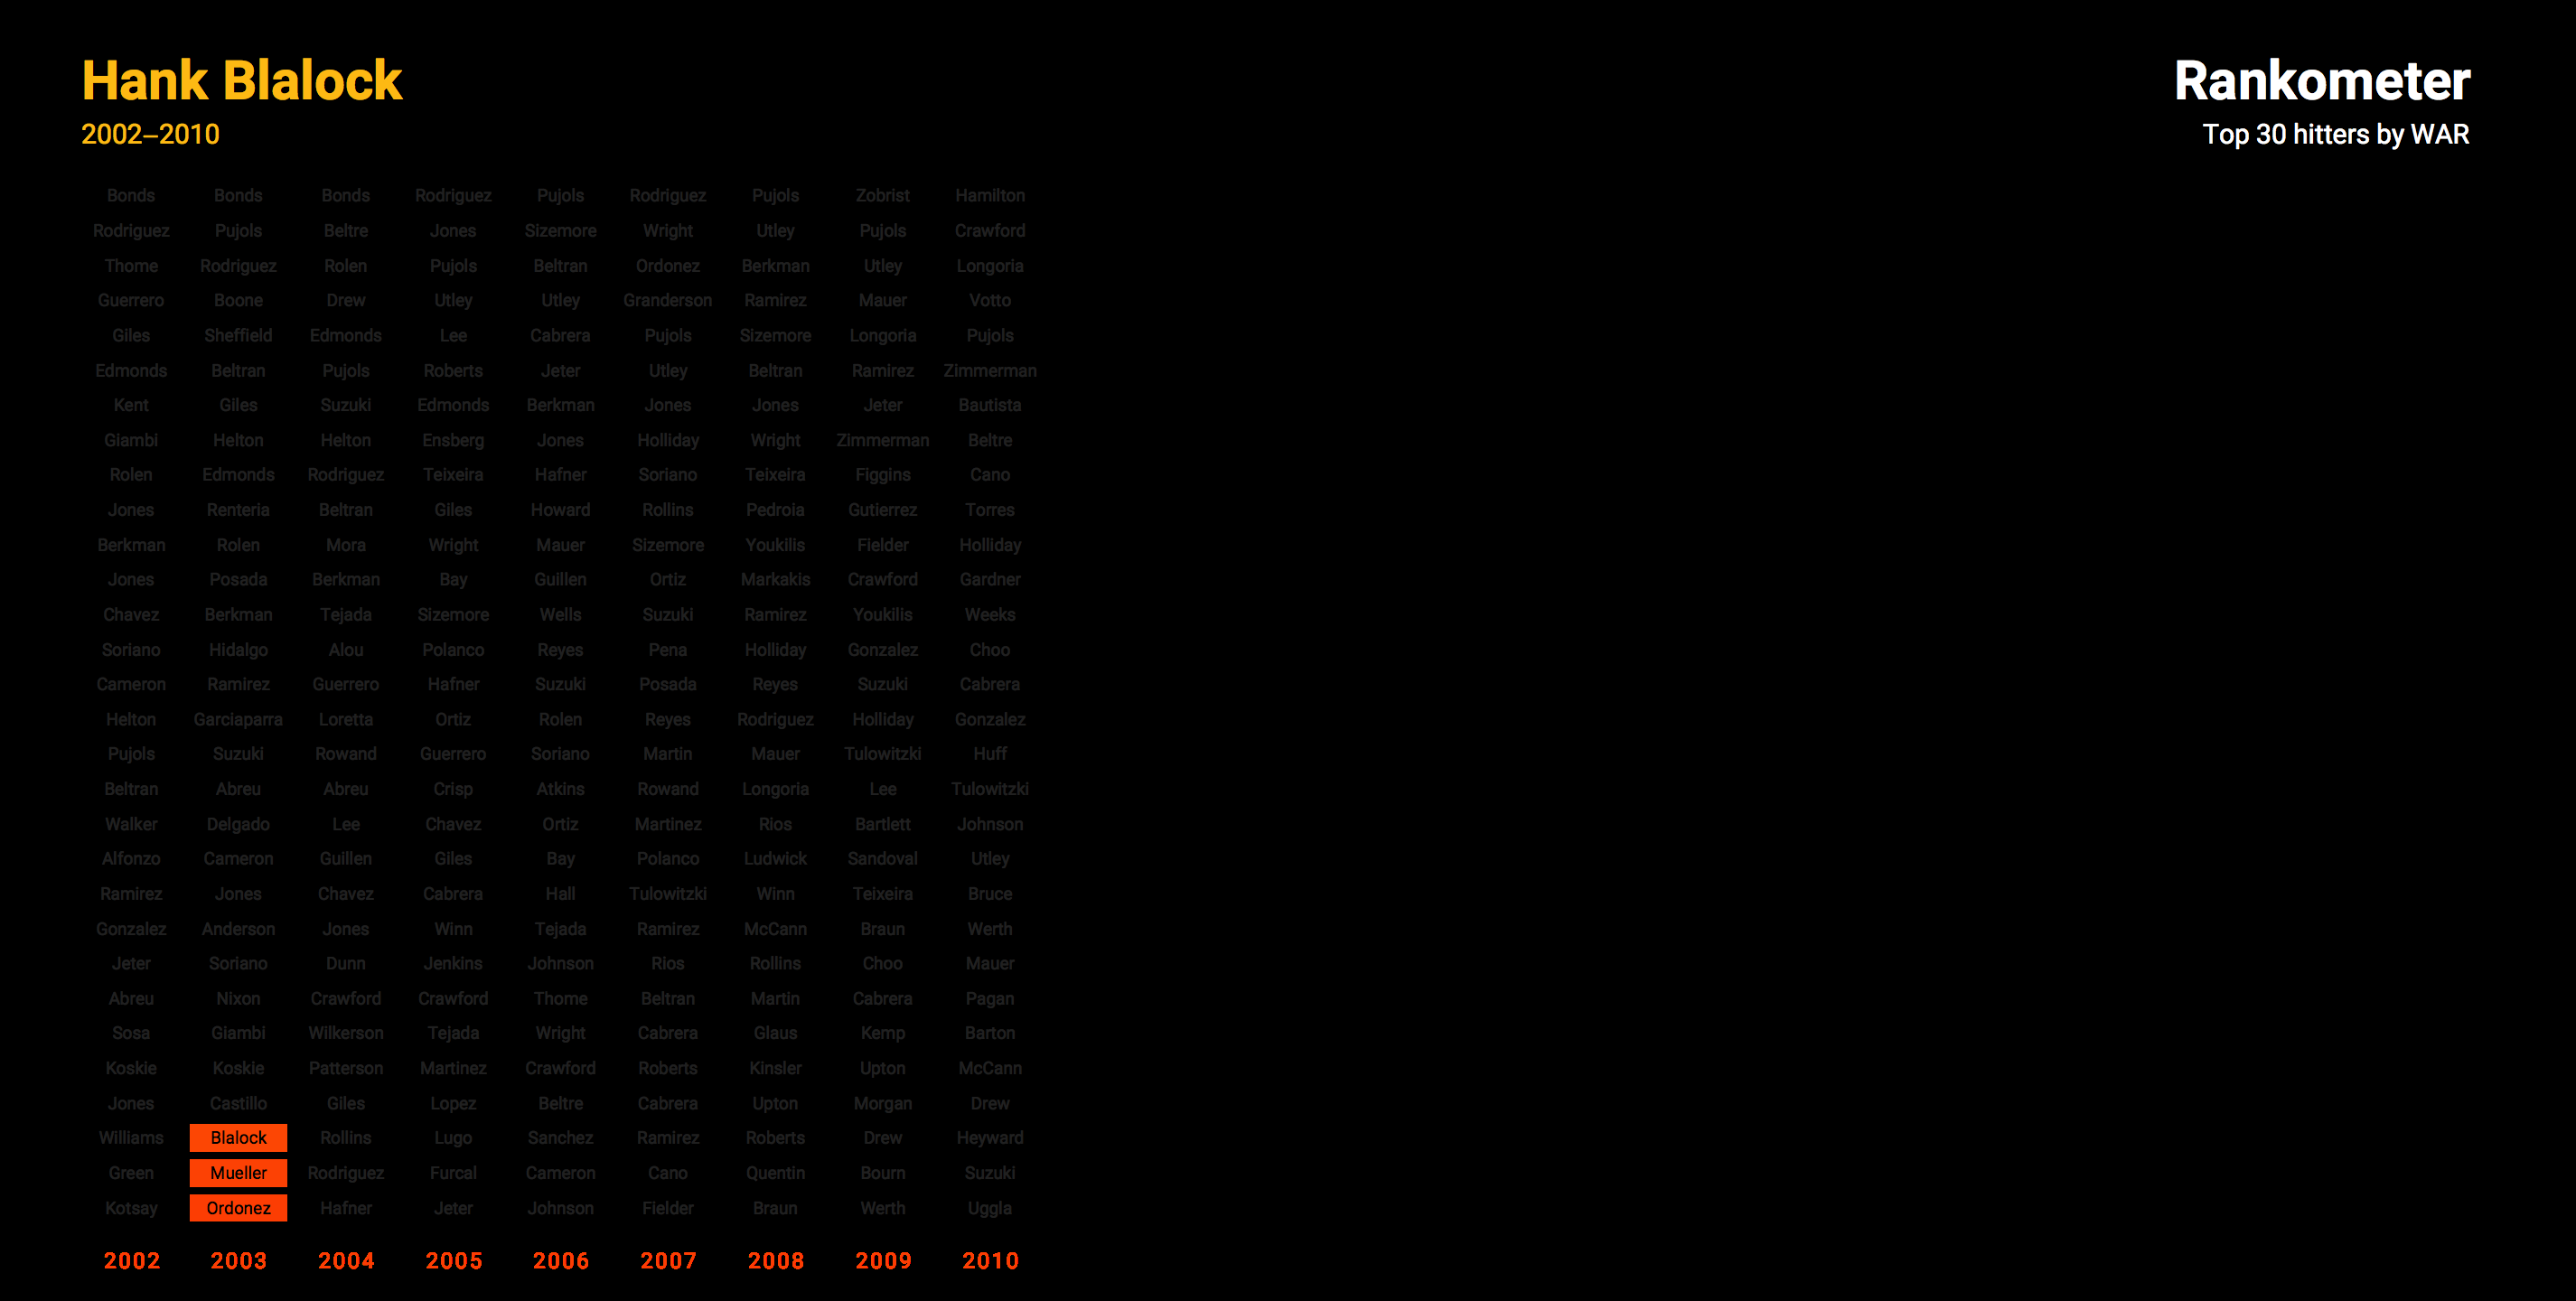 Hank Blalock
2002–2010
Rankometer
Top 30 hitters by WAR
Bonds Bonds Bonds Rodriguez Pujols Rodriguez Pujols Zobrist Hamilton
Rodriguez Pujols Beltre Jones Sizemore Wright Utley Pujols Crawford
Thome Rodriguez Rolen Pujols Beltran Ordonez Berkman Utley Longoria
Guerrero Boone Drew Utley Utley Granderson Ramirez Mauer Votto
Giles Sheffield Edmonds Lee Cabrera Pujols Sizemore Longoria Pujols
Edmonds Beltran Pujols Roberts Jeter Utley Beltran Ramirez Zimmerman
Kent Giles Suzuki Edmonds Berkman Jones Jones Jeter Bautista
Giambi Helton Helton Ensberg Jones Holliday Wright Zimmerman Beltre
Rolen Edmonds Rodriguez Teixeira Hafner Soriano Teixeira Figgins Cano
Jones Renteria Beltran Giles Howard Rollins Pedroia Gutierrez Torres
Berkman Rolen Mora Wright Mauer Sizemore Youkilis Fielder Holliday
Jones Posada Berkman Bay Guillen Ortiz Markakis Crawford Gardner
Chavez Berkman Tejada Sizemore Wells Suzuki Ramirez Youkilis Weeks
Soriano Hidalgo Alou Polanco Reyes Pena Holliday Gonzalez Choo
Cameron Ramirez Guerrero Hafner Suzuki Posada Reyes Suzuki Cabrera
Helton Garciaparra Loretta Ortiz Rolen Reyes Rodriguez Holliday Gonzalez
Pujols Suzuki Rowand Guerrero Soriano Martin Mauer Tulowitzki Huff
Beltran Abreu Abreu Crisp Atkins Rowand Longoria Lee Tulowitzki
Walker Delgado Lee Chavez Ortiz Martinez Rios Bartlett Johnson
Alfonzo Cameron Guillen Giles Bay Polanco Ludwick Sandoval Utley
Ramirez Jones Chavez Cabrera Hall Tulowitzki Winn Teixeira Bruce
Gonzalez Anderson Jones Winn Tejada Ramirez McCann Braun Werth
Jeter Soriano Dunn Jenkins Johnson Rios Rollins Choo Mauer
Abreu Nixon Crawford Crawford Thome Beltran Martin Cabrera Pagan
Sosa Giambi Wilkerson Tejada Wright Cabrera Glaus Kemp Barton
Koskie Koskie Patterson Martinez Crawford Roberts Kinsler Upton McCann
Jones Castillo Giles Lopez Beltre Cabrera Upton Morgan Drew
Williams Blalock Rollins Lugo Sanchez Ramirez Roberts Drew Heyward
Green Mueller Rodriguez Furcal Cameron Cano Quentin Bourn Suzuki
Kotsay Ordonez Hafner Jeter Johnson Fielder Braun Werth Uggla
2002 2003 2004 2005 2006 2007 2008 2009 2010